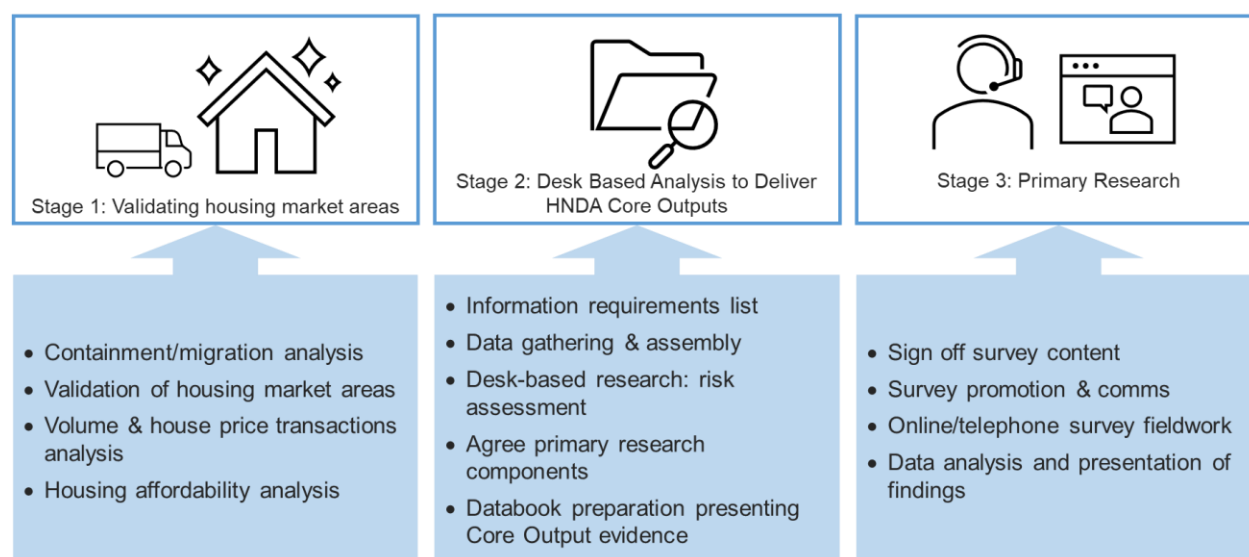 Stage 1: Validating housing market areas
Stage 2: Desk Based Analysis to Deliver
HNDA Core Outputs
Stage 3: Primary Research
• Containment/migration analysis
• Validation of housing market areas
• Volume & house price transactions
analysis
• Housing affordability analysis
• Information requirements list
• Data gathering & assembly
• Desk-based research: risk
assessment
• Agree primary research
components
• Databook preparation presenting
Core Output evidence
• Sign off survey content
• Survey promotion & comms
• Online/telephone survey fieldwork
• Data analysis and presentation of
findings